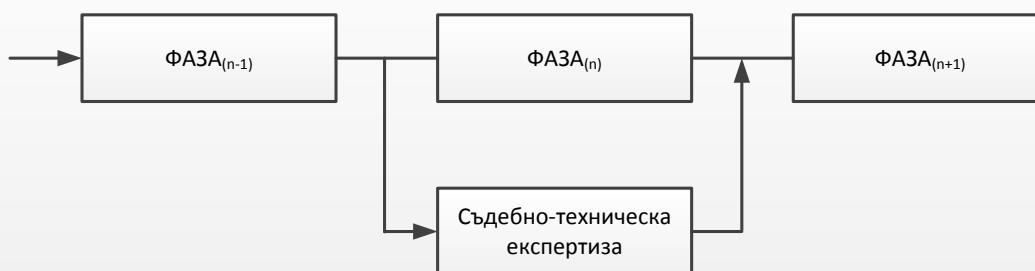 ФАЗА(n-1)
ФАЗА(n)
ФАЗА(n+1)
Съдебно-техническа
експертиза